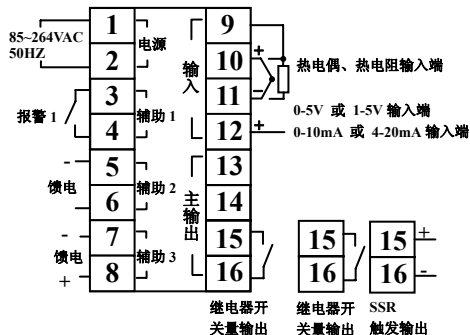 85~264VAC
50HZ
1
2
电源
报警 1
3
4
辅助 1
-
馈电
5
6
辅助 2
-
馈电
+
7
8
辅助 3
输入
9
10
11
12
+
-
+
热电偶、热电阻输入端
0-5V 或 1-5V 输入端
0-10mA 或 4-20mA 输入端
主输出
13
14
15
16
继电器开
关量输出
15
16
继电器开
关量输出
15
16
+
-
SSR
触发输出